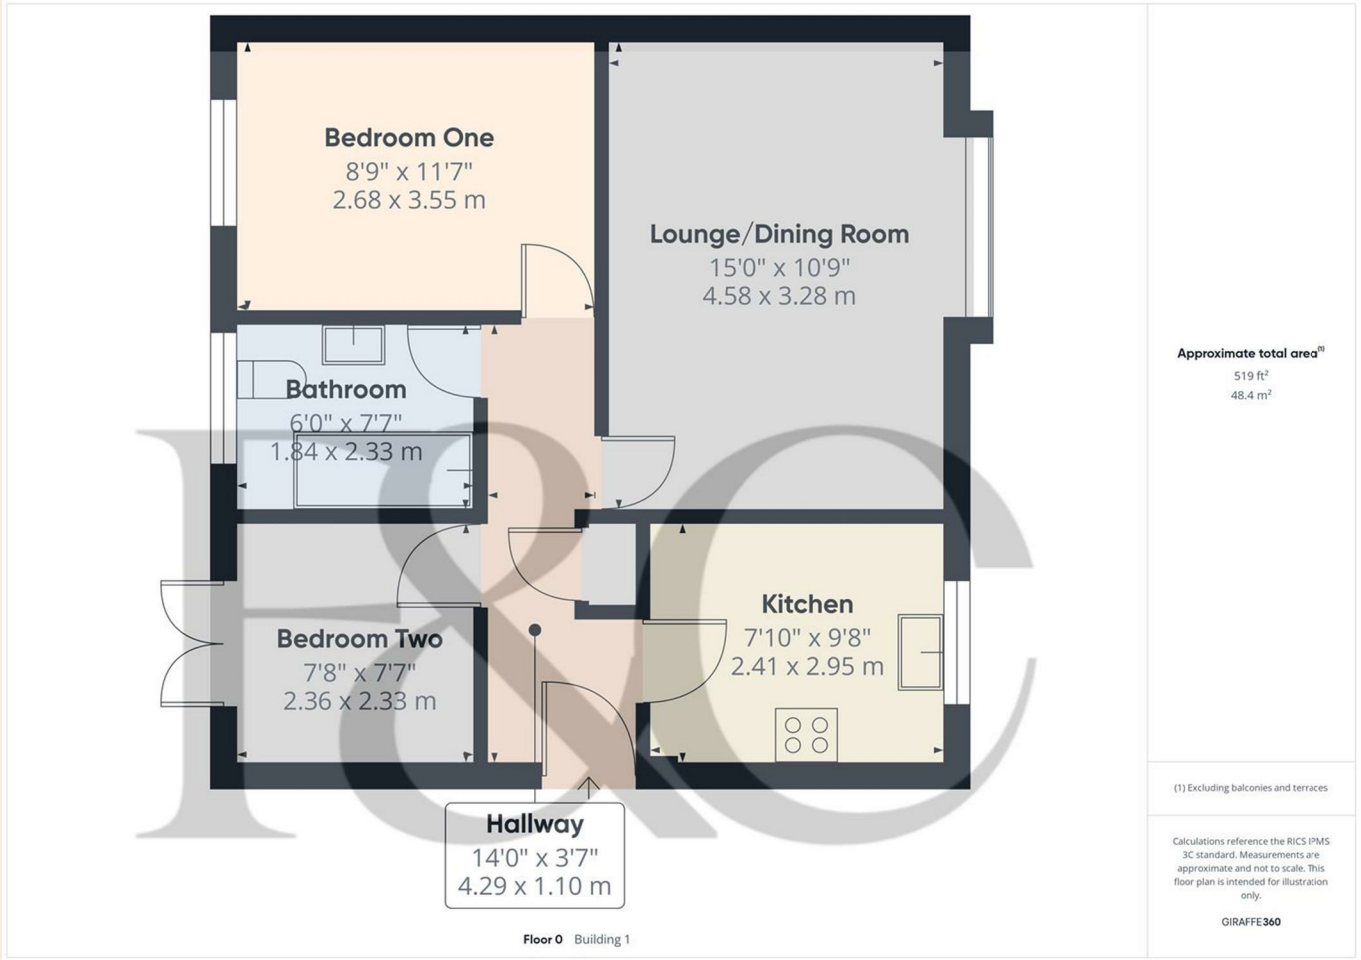 Bedroom One
8'9" x 11'7"
2.68 x 3.55 m
Lounge/Dining Room
15'0" x 10'9"
4.58 x 3.28 m
Bathroom
6'0" x 7'7"
1.84 x 2.33 m
Bedroom Two
7'8" x 7'7"
2.36 x 2.33 m
Kitchen
7'10" x 9'8"
2.41 x 2.95 m
Hallway
14'0" x 3'7"
4.29 x 1.10 m
F&C
Floor 0 Building 1
Approximate total area(1)
519 ft²
48.4 m²
(1) Excluding balconies and terraces
Calculations reference the RICS IPMS
3C standard. Measurements are
approximate and not to scale. This
floor plan is intended for illustration
only.
GIRAFFE360